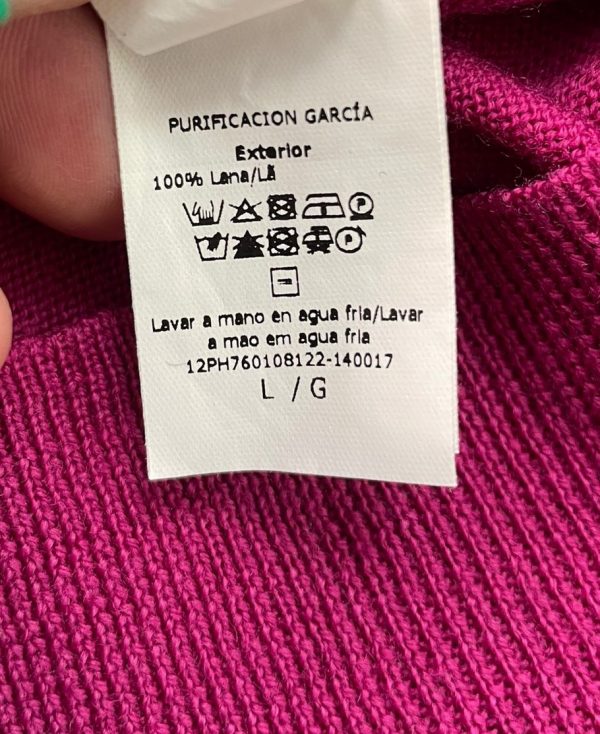 PURIFICACION GARCÍA
Exterior
100% Lana/Lã
P
P
Lavar a mano en agua fria/Lavar
a mao em agua fria
12PH760108122-140017
L / G